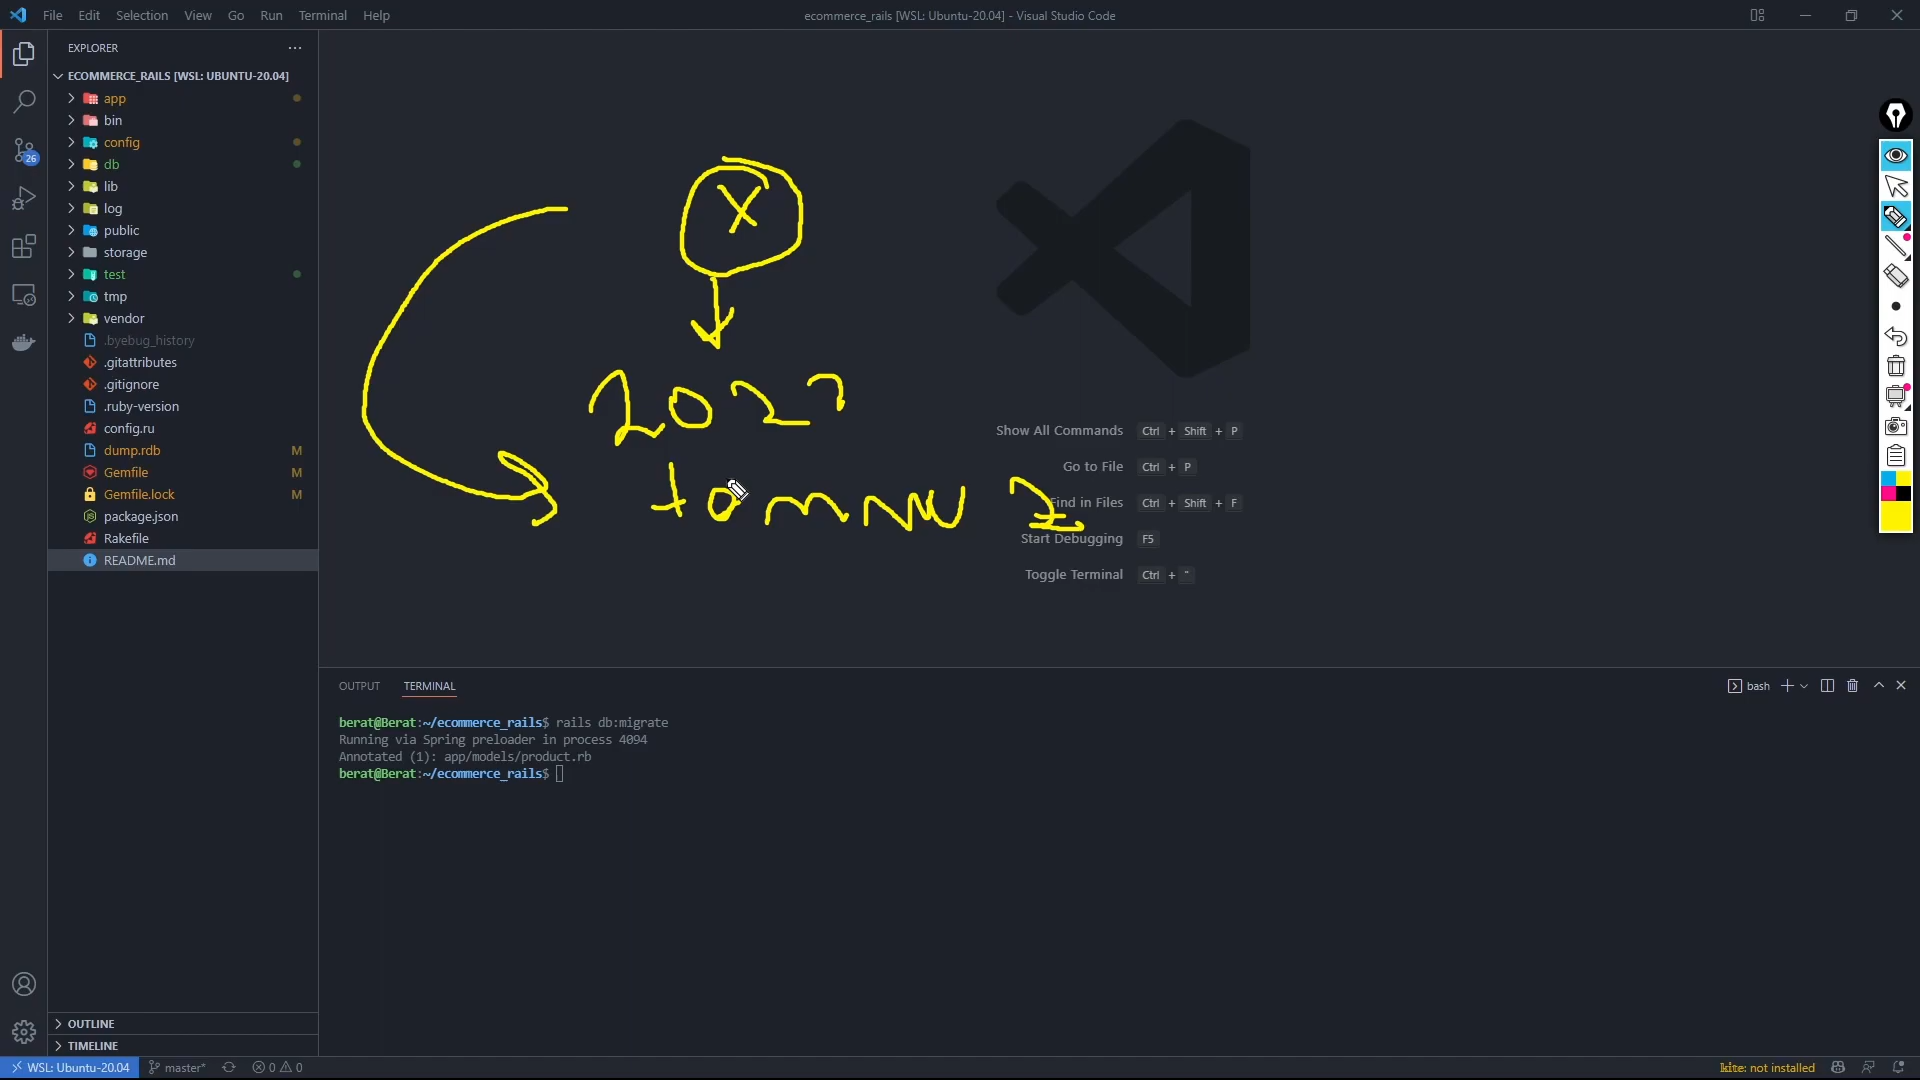 File Edit Selection View Go Run Terminal Help
ecommerce_rails [WSL: Ubuntu-20.04] - Visual Studio Code
EXPLORER
ECOMMERCE_RAILS [WSL: UBUNTU-20.04]
app
bin
config
db
lib
log
public
storage
test
tmp
vendor
.byebug_history
.gitattributes
.gitignore
.ruby-version
config.ru
dump.rdb M
Gemfile M
Gemfile.lock M
package.json
Rakefile
README.md
OUTLINE
TIMELINE
26
X
Show All Commands Ctrl + Shift + P
Go to File Ctrl + P
Find in Files Ctrl + Shift + F
Start Debugging F5
Toggle Terminal Ctrl + "
OUTPUT TERMINAL
bash
berat@Berat:~/ecommerce_rails$ rails db:migrate
Running via Spring preloader in process 4094
Annotated (1): app/models/product.rb
berat@Berat:~/ecommerce_rails$
WSL: Ubuntu-20.04 master* 0 0
kite: not installed